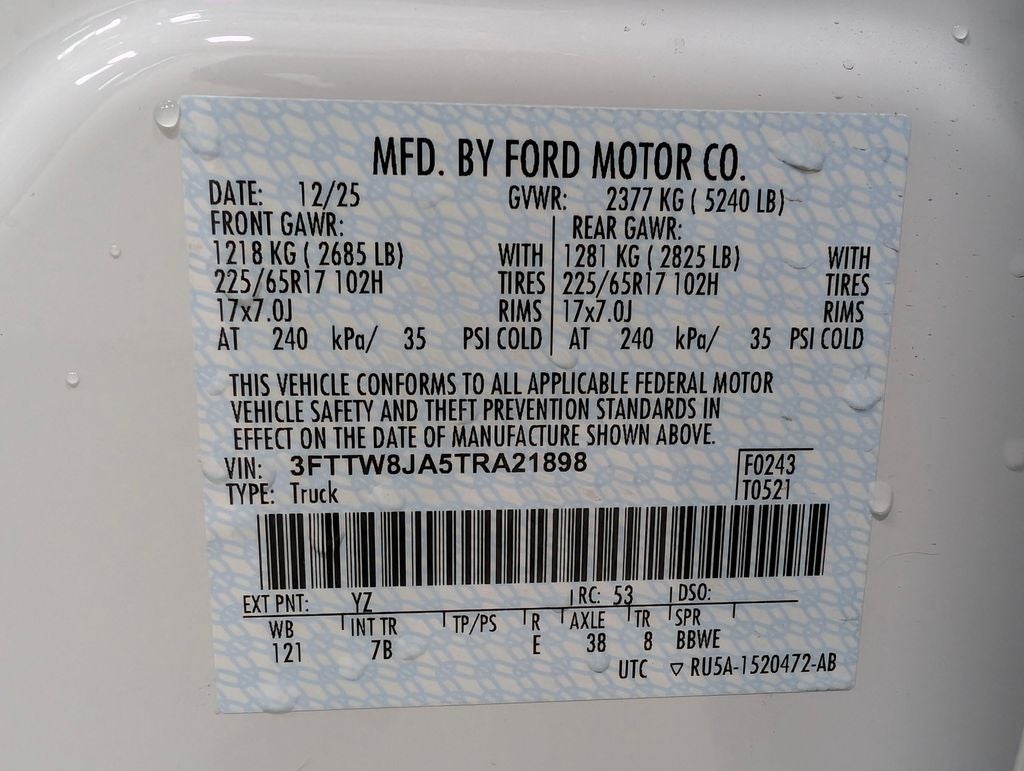 MFD. BY FORD MOTOR CO.
DATE: 12/25 GVWR: 2377 KG ( 5240 LB)
FRONT GAWR: REAR GAWR:
1218 KG ( 2685 LB) WITH 1281 KG ( 2825 LB) WITH
225/65R17 102H TIRES 225/65R17 102H TIRES
17x7.0J RIMS 17x7.0J RIMS
AT 240 kPa/ 35 PSI COLD AT 240 kPa/ 35 PSI COLD
THIS VEHICLE CONFORMS TO ALL APPLICABLE FEDERAL MOTOR
VEHICLE SAFETY AND THEFT PREVENTION STANDARDS IN
EFFECT ON THE DATE OF MANUFACTURE SHOWN ABOVE.
VIN: 3FTTW8JA5TRA21898 F0243
TYPE: Truck T0521
EXT PNT: YZ RC: 53 DSO:
WB INT TR TP/PS R AXLE TR SPR
121 7B E 38 8 BBWE
UTC ▽ RU5A-1520472-AB